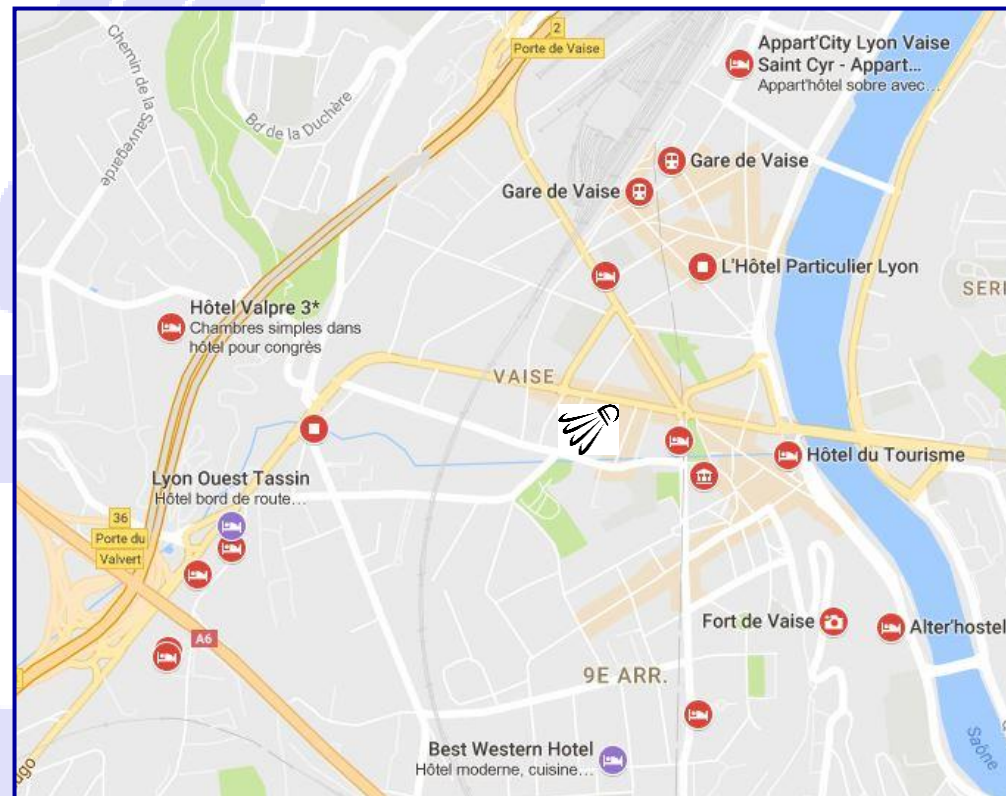 2
Porte de Vaise
Appart'City Lyon Vaise
Saint Cyr - Appart...
Appart'hôtel sobre avec...
Chemin de la Sauvegarde
Bd de la Duchère
Gare de Vaise
Gare de Vaise
L'Hôtel Particulier Lyon
SERI
Hôtel Valpre 3*
Chambres simples dans
hôtel pour congrès
VAISE
Hôtel du Tourisme
Lyon Ouest Tassin
Hôtel bord de route...
36
Porte du
Valvert
A6
Fort de Vaise
Alter'hostel
9E ARR.
Best Western Hotel
Hôtel moderne, cuisine...
Saône
ugo